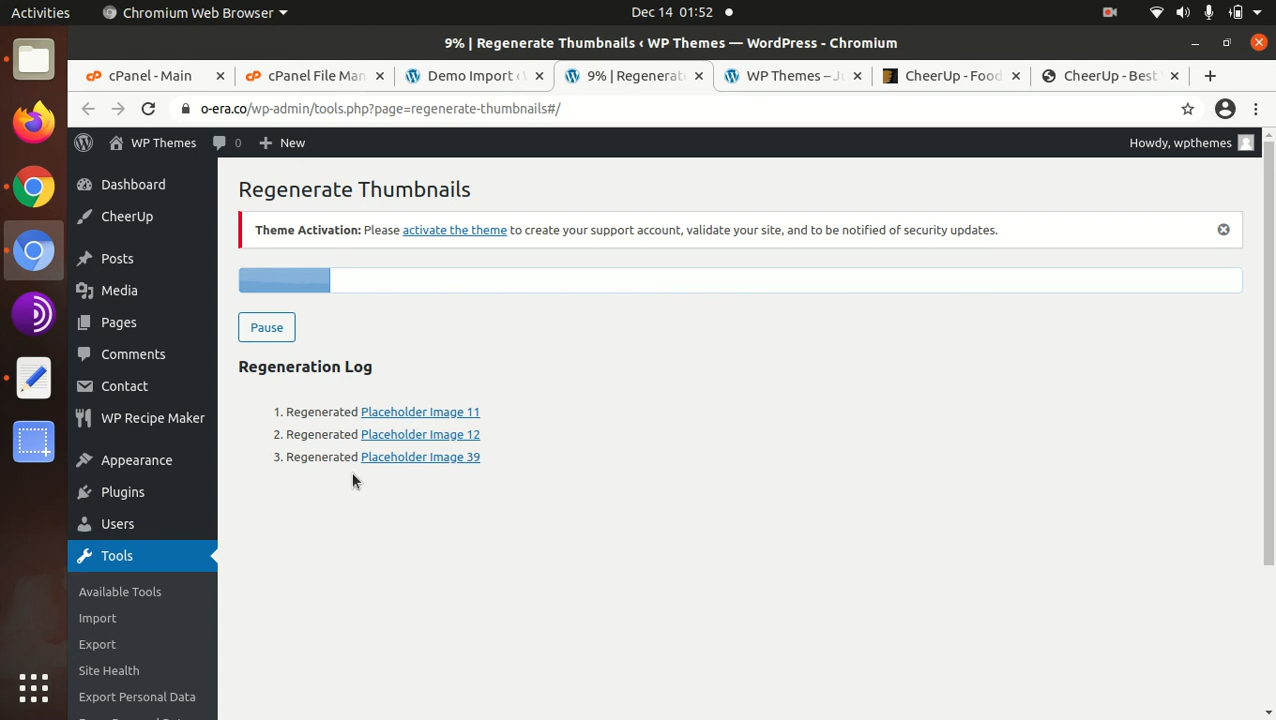 Activities
Chromium Web Browser
Dec 14 01:52
9% | Regenerate Thumbnails ‹ WP Themes — WordPress - Chromium
cPanel - Main
cPanel File Man
Demo Import ‹
9% | Regenerate
WP Themes –
CheerUp - Food
CheerUp - Best
o-era.co/wp-admin/tools.php?page=regenerate-thumbnails#/
WP Themes
0
New
Howdy, wpthemes
Dashboard
CheerUp
Posts
Media
Pages
Comments
Contact
WP Recipe Maker
Appearance
Plugins
Users
Tools
Available Tools
Import
Export
Site Health
Export Personal Data
Regenerate Thumbnails
Theme Activation: Please activate the theme to create your support account, validate your site, and to be notified of security updates.
Pause
Regeneration Log
1. Regenerated Placeholder Image 11
2. Regenerated Placeholder Image 12
3. Regenerated Placeholder Image 39